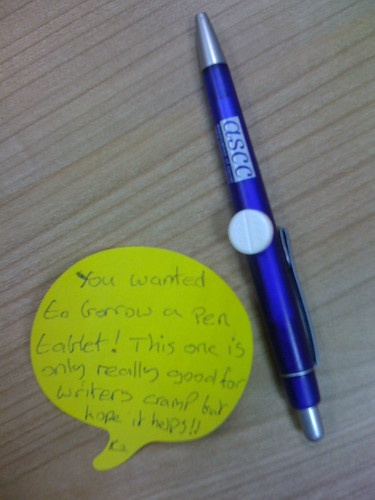 ascc
You wanted
to borrow a Pen
tablet! This one is
only really good for
writers cramp but
hope it helps!!